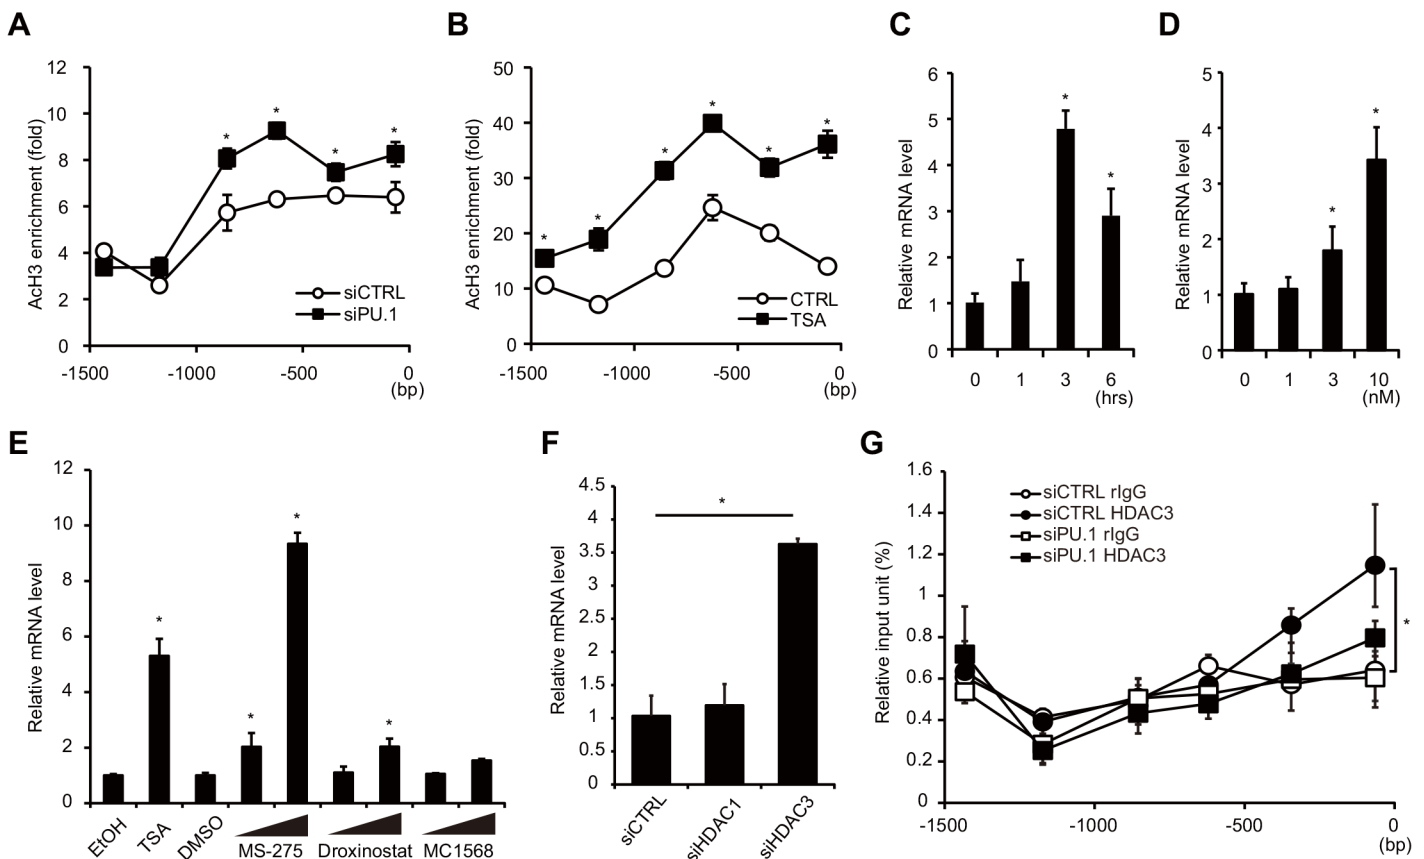 A
AcH3 enrichment (fold)
12
10
8
6
4
2
0
* * * *
siCTRL
siPU.1
-1500 -1000 -500 0
(bp)
B
AcH3 enrichment (fold)
50
40
30
20
10
0
* * * * * *
CTRL
TSA
-1500 -1000 -500 0
(bp)
C
Relative mRNA level
6
5
4
3
2
1
0
* *
0 1 3 6
(hrs)
D
Relative mRNA level
5
4
3
2
1
0
* *
0 1 3 10
(nM)
E
Relative mRNA level
12
10
8
6
4
2
0
* * * *
EtOH TSA DMSO MS-275 Droxinostat MC1568
F
Relative mRNA level
4.5
4
3.5
3
2.5
2
1.5
1
0.5
0
*
siCTRL siHDAC1 siHDAC3
G
Relative input unit (%)
1.6
1.4
1.2
1
0.8
0.6
0.4
0.2
0
siCTRL rIgG
siCTRL HDAC3
siPU.1 rIgG
siPU.1 HDAC3
*
-1500 -1000 -500 0
(bp)